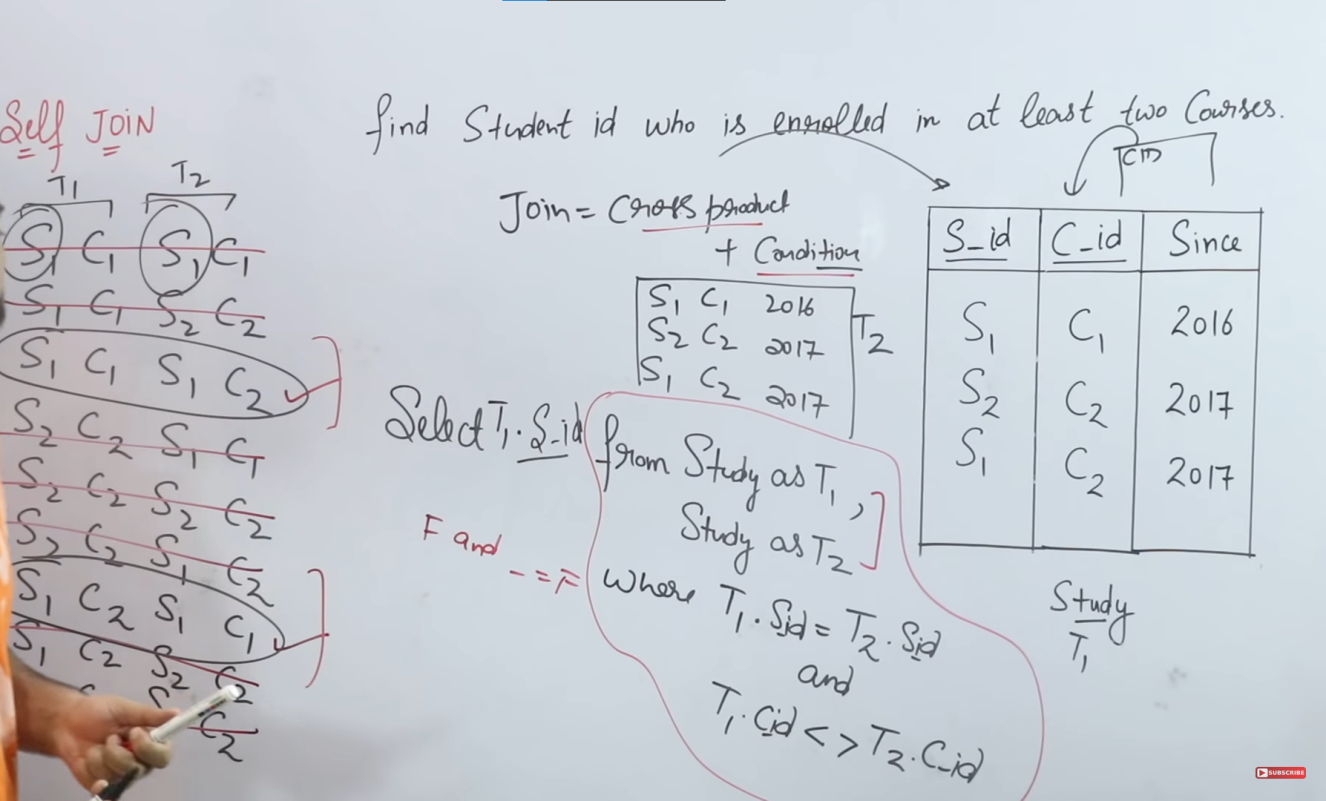 Self JOIN
T1 T2
S1 C1 S1 C1
S1 C1 S2 C2
S1 C1 S1 C2
S2 C2 S1 C1
S2 C2 S2 C2
S2 C2 S1 C2
S1 C2 S1 C1
S1 C2 S2 C2
C2
find Student id who is enrolled in at least two Courses.
Join = Cross product
+ Condition
S1 C1 2016
S2 C2 2017
S1 C2 2017
T2
Select T1.S_id from Study as T1,
Study as T2
F and - = = F
where T1.Sid = T2.Sid
and
T1.Cid <> T2.C_id
S_id C_id Since
S1 C1 2016
S2 C2 2017
S1 C2 2017
Study
T1
SUBSCRIBE